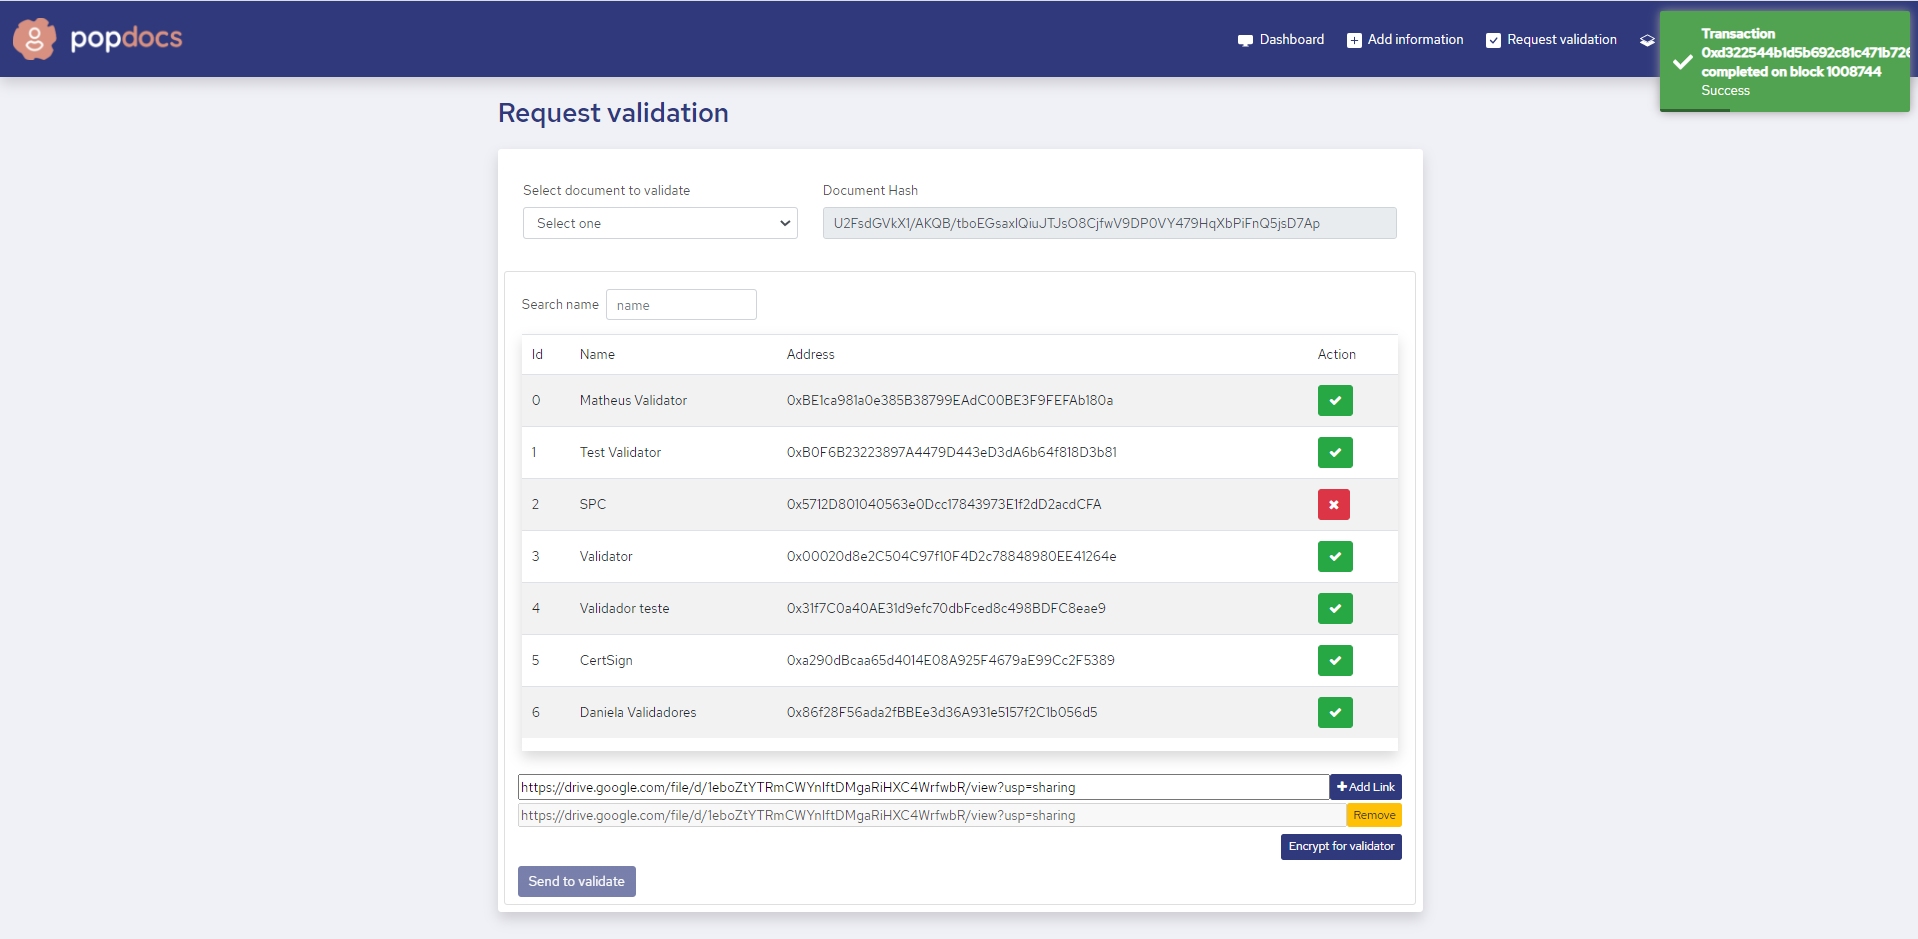 popdocs
Dashboard
Add information
Request validation
Transaction
0xd322544b1d5b692c81c471b726
completed on block 1008744
Success
Request validation
Select document to validate
Document Hash
Select one
U2FsdGVkX1/AKQB/tboEGsaxIQiuJTJsO8CjfwV9DP0VY479HqXbPiFnQ5jsD7Ap
Search name
name
Id Name Address Action
0 Matheus Validator 0xBE1ca981a0e385B38799EAdC00BE3F9FEFAb180a
1 Test Validator 0xB0F6B23223897A4479D443eD3dA6b64f818D3b81
2 SPC 0x5712D801040563e0Dcc17843973E1f2dD2acdCFA
3 Validator 0x00020d8e2C504C97f10F4D2c78848980EE41264e
4 Validador teste 0x31f7C0a40AE31d9efc70dbFced8c498BDFC8eae9
5 CertSign 0xa290dBcaa65d4014E08A925F4679aE99Cc2F5389
6 Daniela Validadores 0x86f28F56ada2fBBEe3d36A931e5157f2C1b056d5
https://drive.google.com/file/d/1eboZtYTRmCWYnIftDMgaRiHXC4WrfwbR/view?usp=sharing
Add Link
https://drive.google.com/file/d/1eboZtYTRmCWYnIftDMgaRiHXC4WrfwbR/view?usp=sharing
Remove
Encrypt for validator
Send to validate